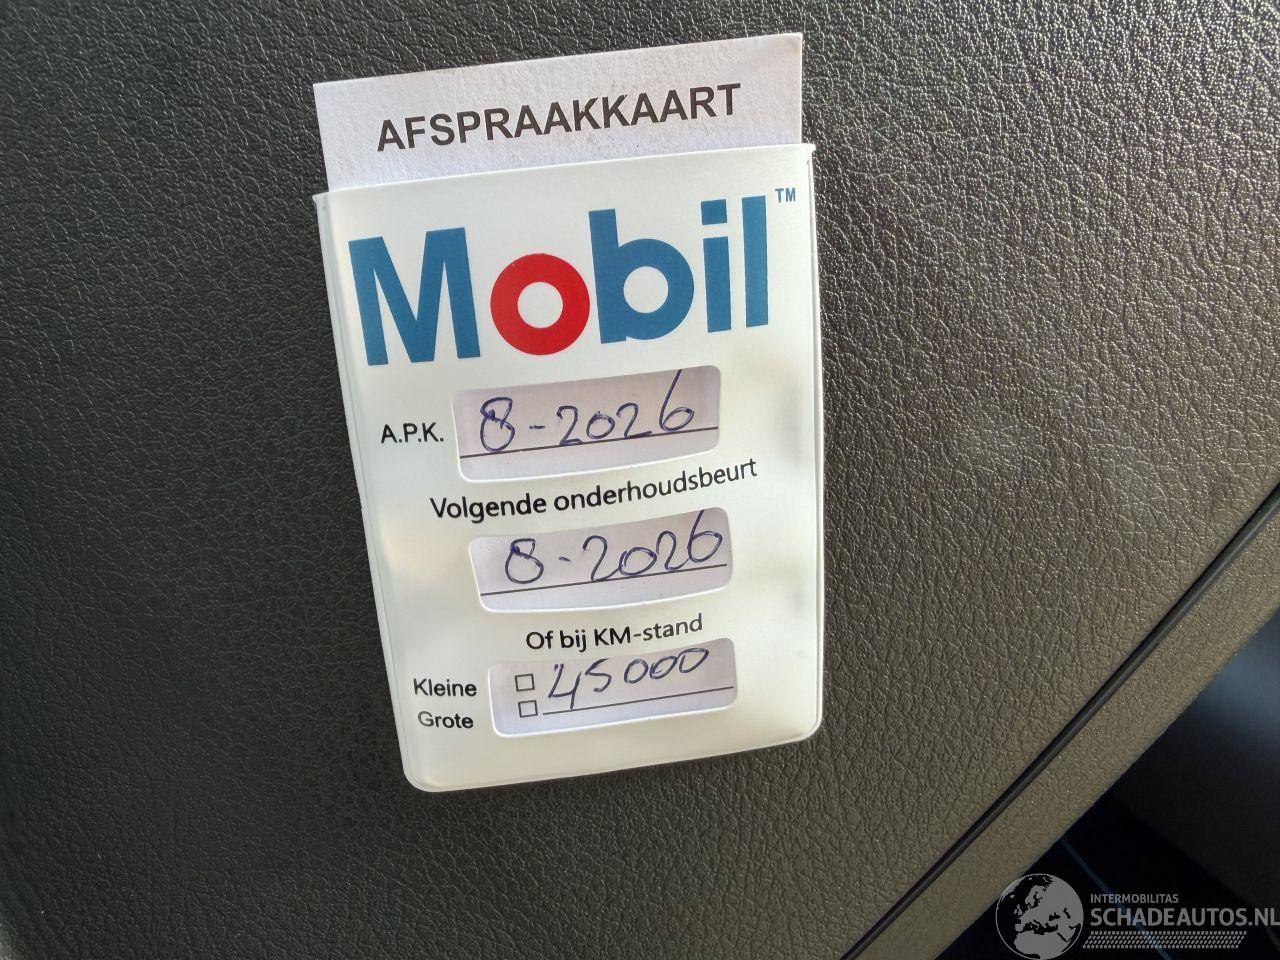 AFSPRAAKKAART
Mobil™
A.P.K. 8-2026
Volgende onderhoudsbeurt
8-2026
Of bij KM-stand
Kleine □ 45000
Grote □
INTERMOBILITAS
SCHADEAUTOS.NL